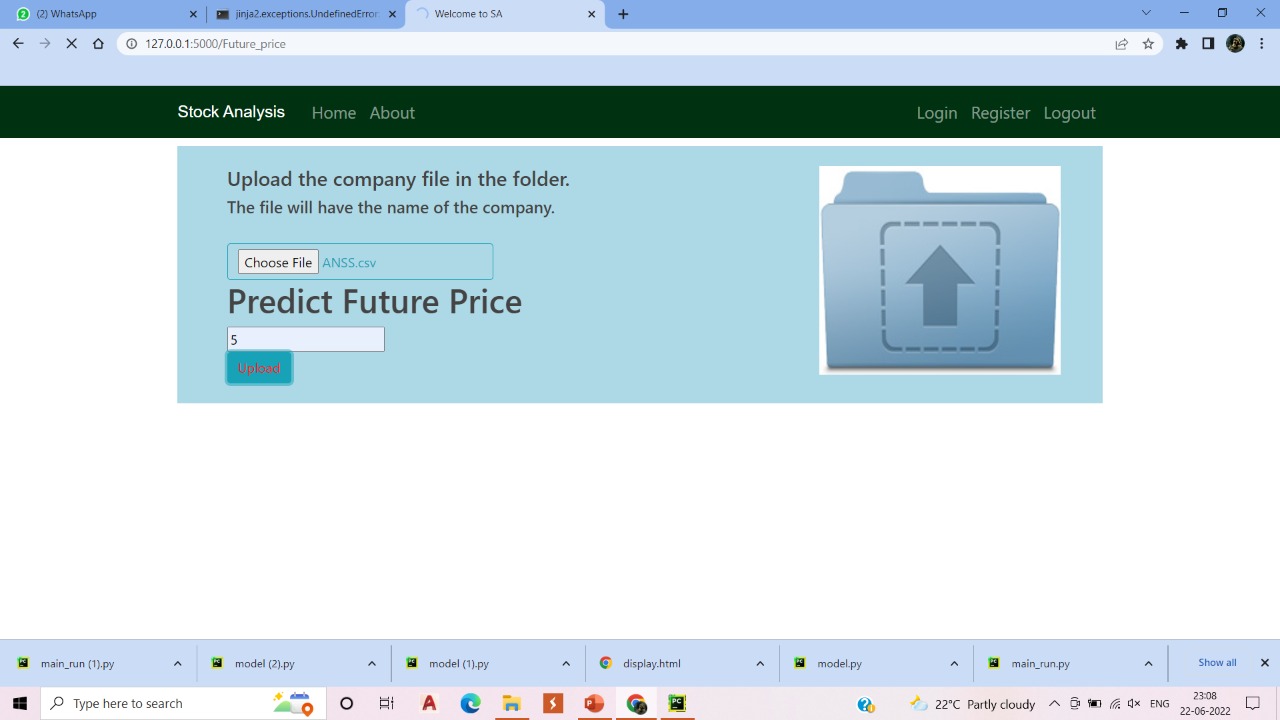 (2) WhatsApp
jinja2.exceptions.UndefinedError:
Welcome to SA
127.0.0.1:5000/Future_price
Stock Analysis Home About Login Register Logout
Upload the company file in the folder.
The file will have the name of the company.
Choose File ANSS.csv
Predict Future Price
5
Upload
main_run (1).py
model (2).py
model (1).py
display.html
model.py
main_run.py
Show all
Type here to search
22°C Partly cloudy
ENG
23:08
22-06-2022